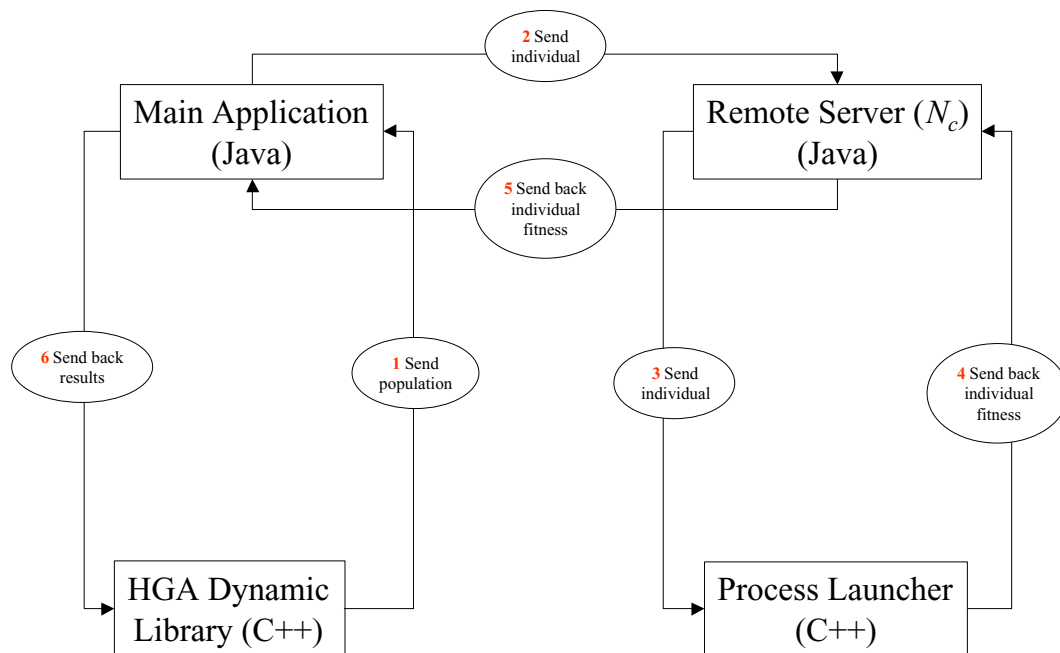 2 Send
individual
Main Application
(Java)
Remote Server (N_c)
(Java)
5 Send back
individual
fitness
6 Send back
results
1 Send
population
3 Send
individual
4 Send back
individual
fitness
HGA Dynamic
Library (C++)
Process Launcher
(C++)